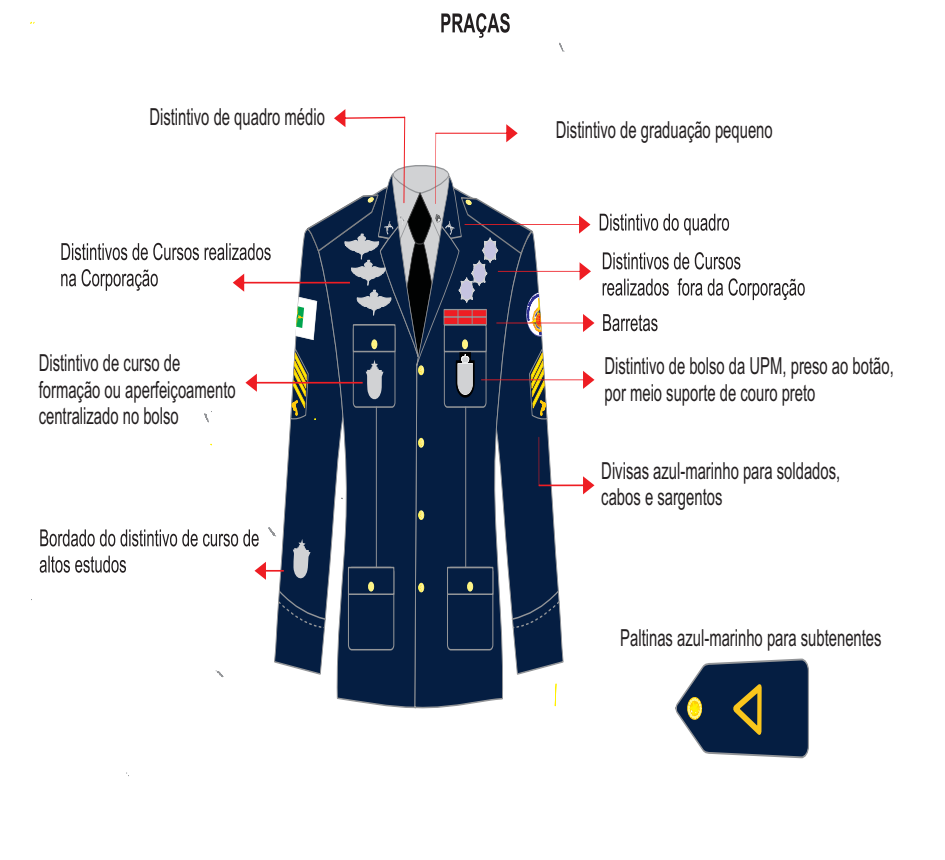 PRAÇAS
Distintivo de quadro médio
Distintivo de graduação pequeno
Distintivo do quadro
Distintivos de Cursos realizados
na Corporação
Distintivos de Cursos
realizados fora da Corporação
Barretas
Distintivo de curso de
formação ou aperfeiçoamento
centralizado no bolso
Distintivo de bolso da UPM, preso ao botão,
por meio suporte de couro preto
Divisas azul-marinho para soldados,
cabos e sargentos
Bordado do distintivo de curso de
altos estudos
Paltinas azul-marinho para subtenentes